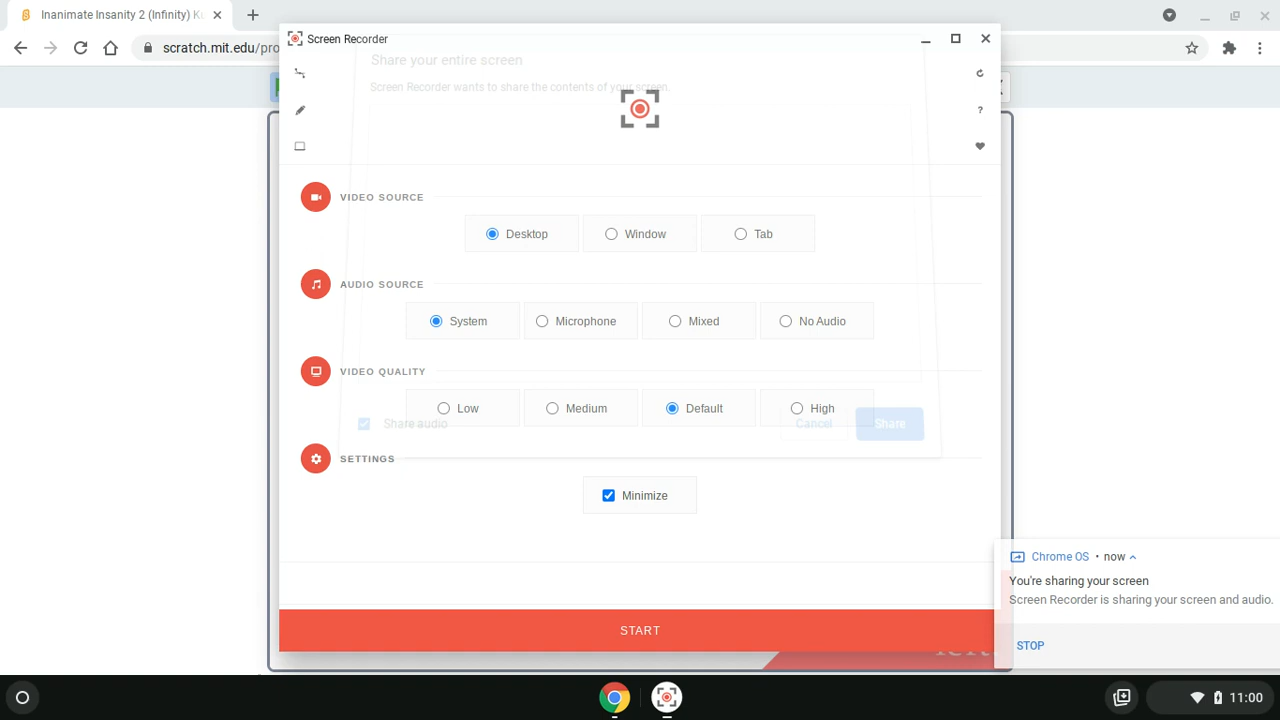 Inanimate Insanity 2 (Infinity) K
scratch.mit.edu/pro
Screen Recorder
Share your entire screen
Screen Recorder wants to share the contents of your screen.
?
VIDEO SOURCE
Desktop
Window
Tab
AUDIO SOURCE
System
Microphone
Mixed
No Audio
VIDEO QUALITY
Low
Medium
Default
High
Share audio
Cancel
Share
SETTINGS
Minimize
Chrome OS • now
You're sharing your screen
Screen Recorder is sharing your screen and audio.
STOP
START
11:00